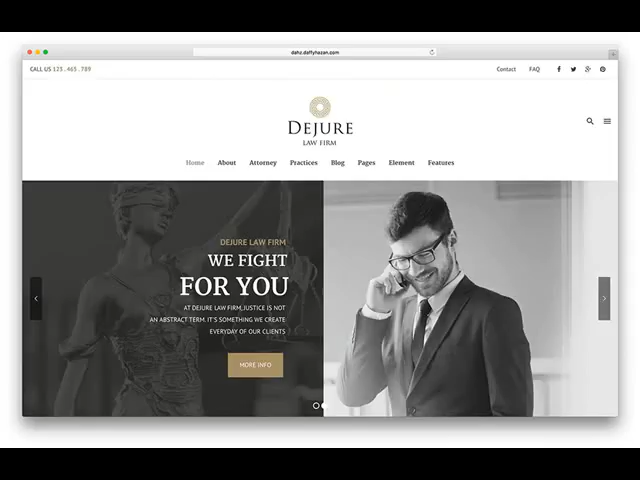 dahz.daffyhazan.com
CALL US 123 . 465 . 789
Contact FAQ
DEJURE
LAW FIRM
Home About Attorney Practices Blog Pages Element Features
DEJURE LAW FIRM
WE FIGHT
FOR YOU
AT DEJURE LAW FIRM, JUSTICE IS NOT
AN ABSTRACT TERM. IT'S SOMETHING WE CREATE
EVERYDAY OF OUR CLIENTS
MORE INFO